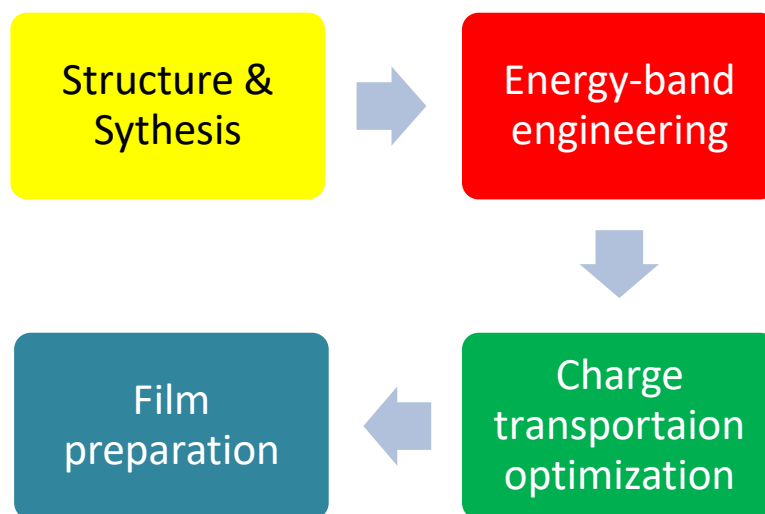 Structure &
Sythesis
Energy-band
engineering
Charge
transportaion
optimization
Film
preparation